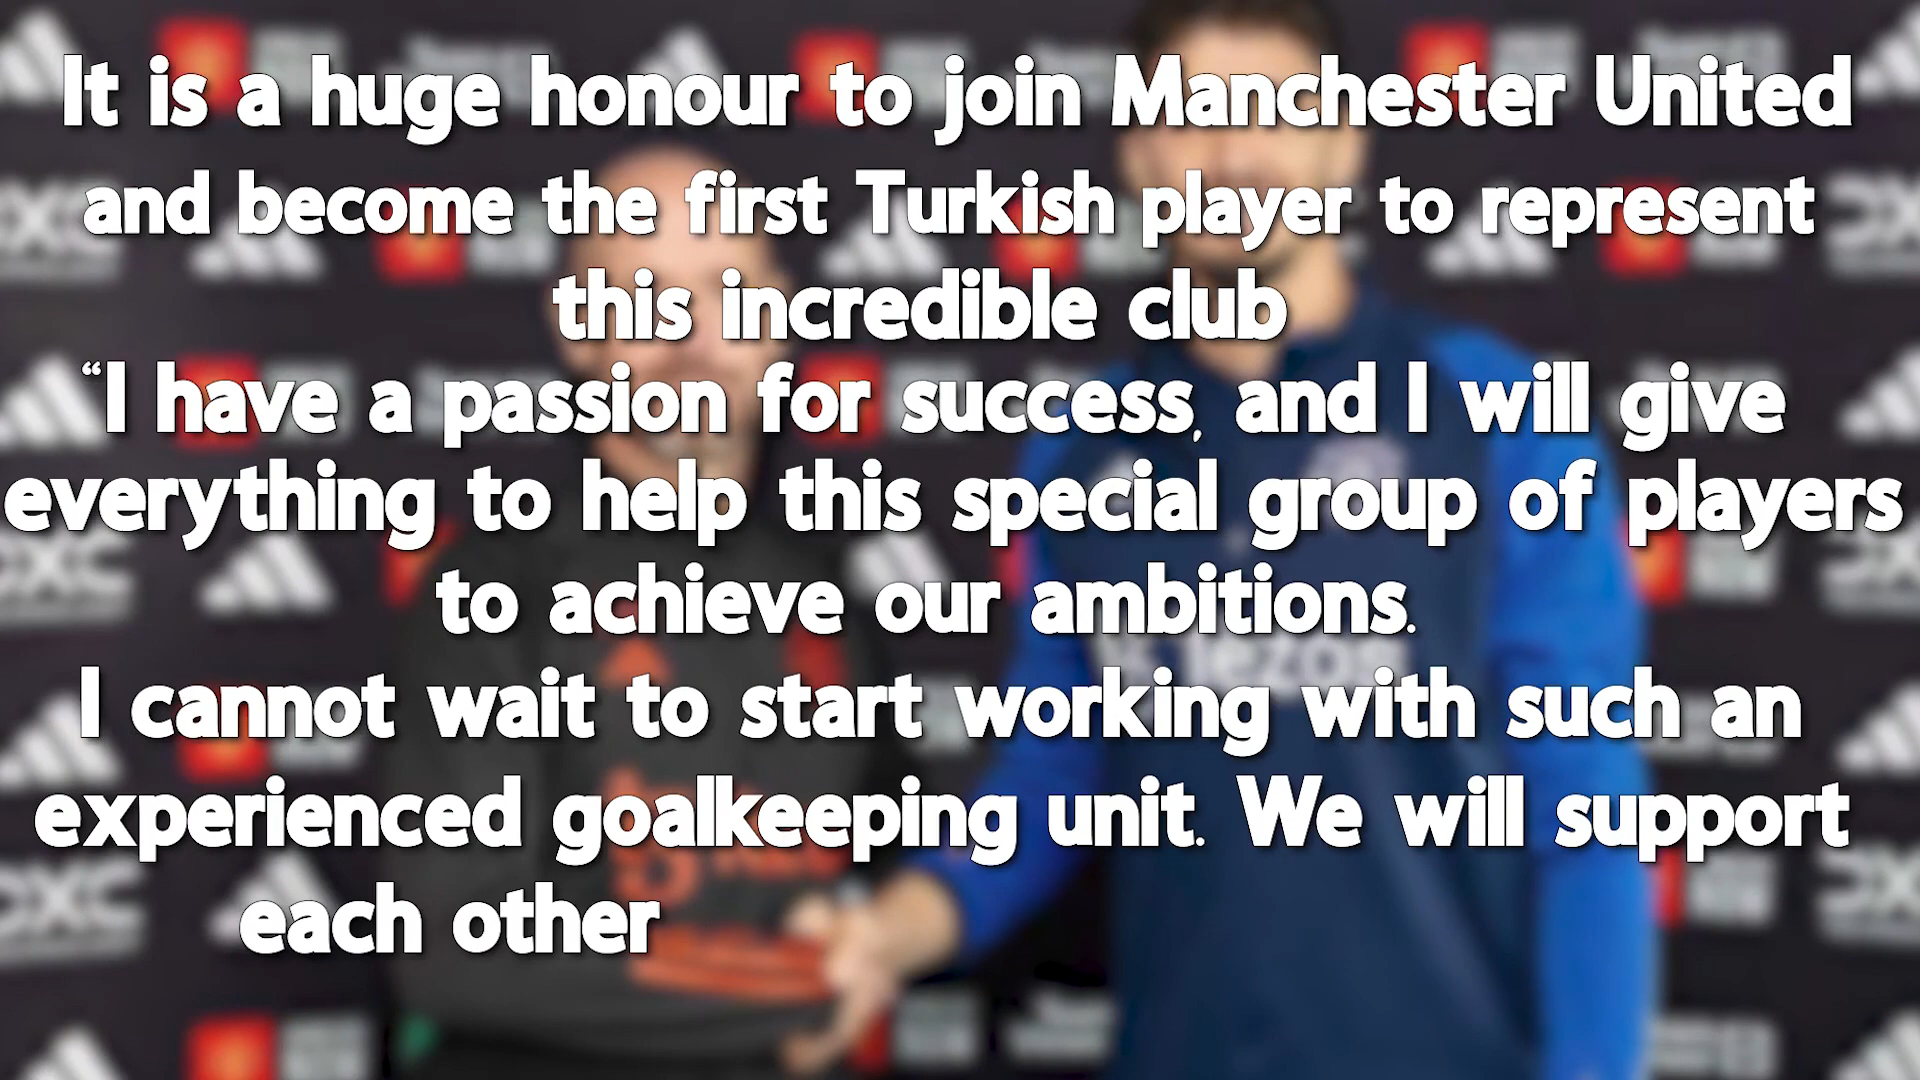 It is a huge honour to join Manchester United
and become the first Turkish player to represent
this incredible club
“I have a passion for success, and I will give
everything to help this special group of players
to achieve our ambitions.
I cannot wait to start working with such an
experienced goalkeeping unit. We will support
each other